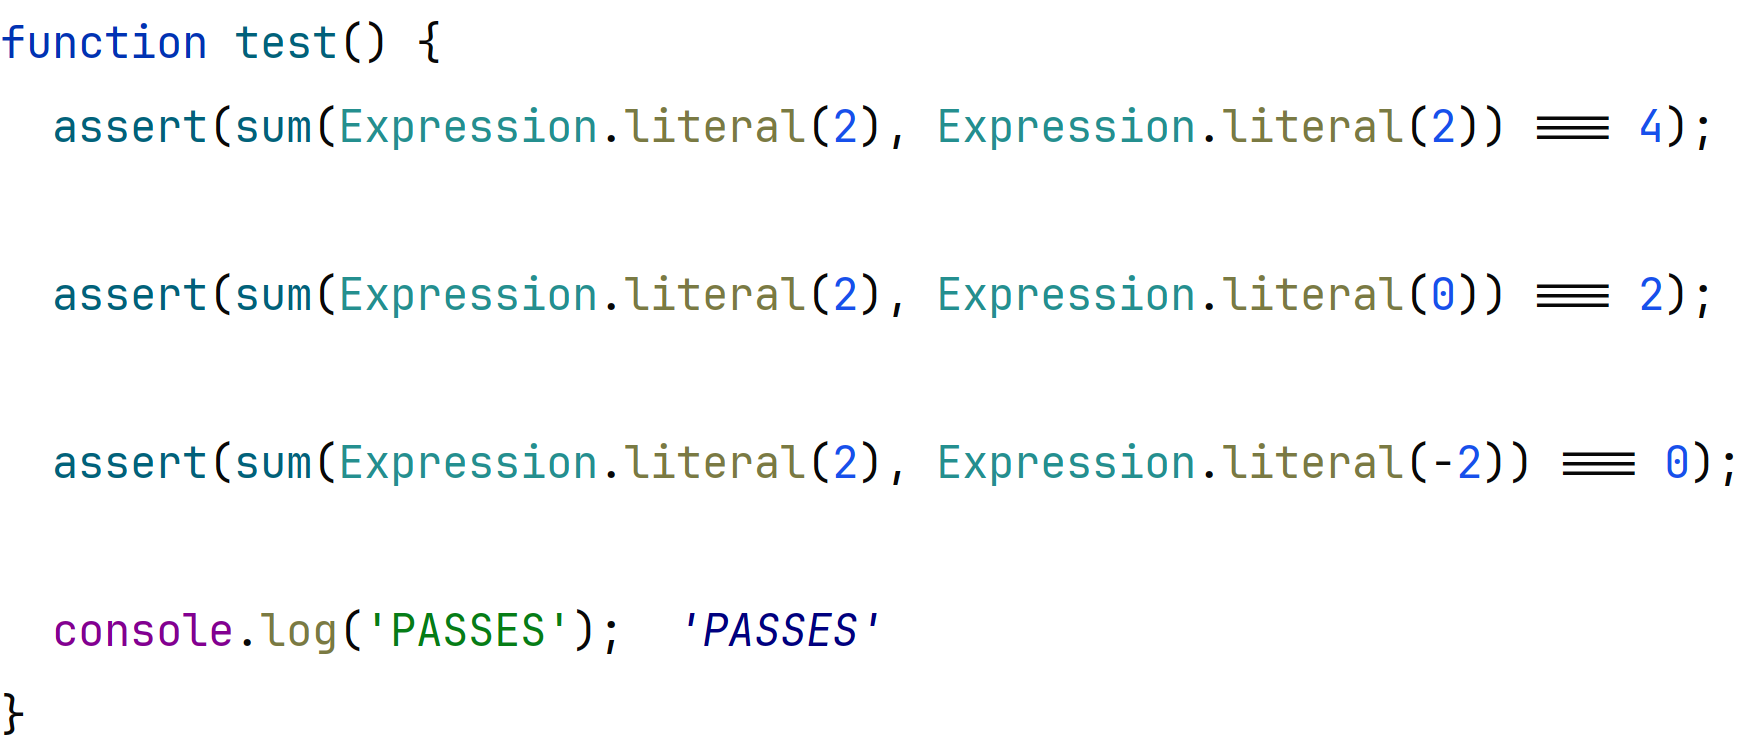 function test() {
  assert(sum(Expression.literal(2), Expression.literal(2)) === 4);
  assert(sum(Expression.literal(2), Expression.literal(0)) === 2);
  assert(sum(Expression.literal(2), Expression.literal(-2)) === 0);
  console.log('PASSES');  'PASSES'
}